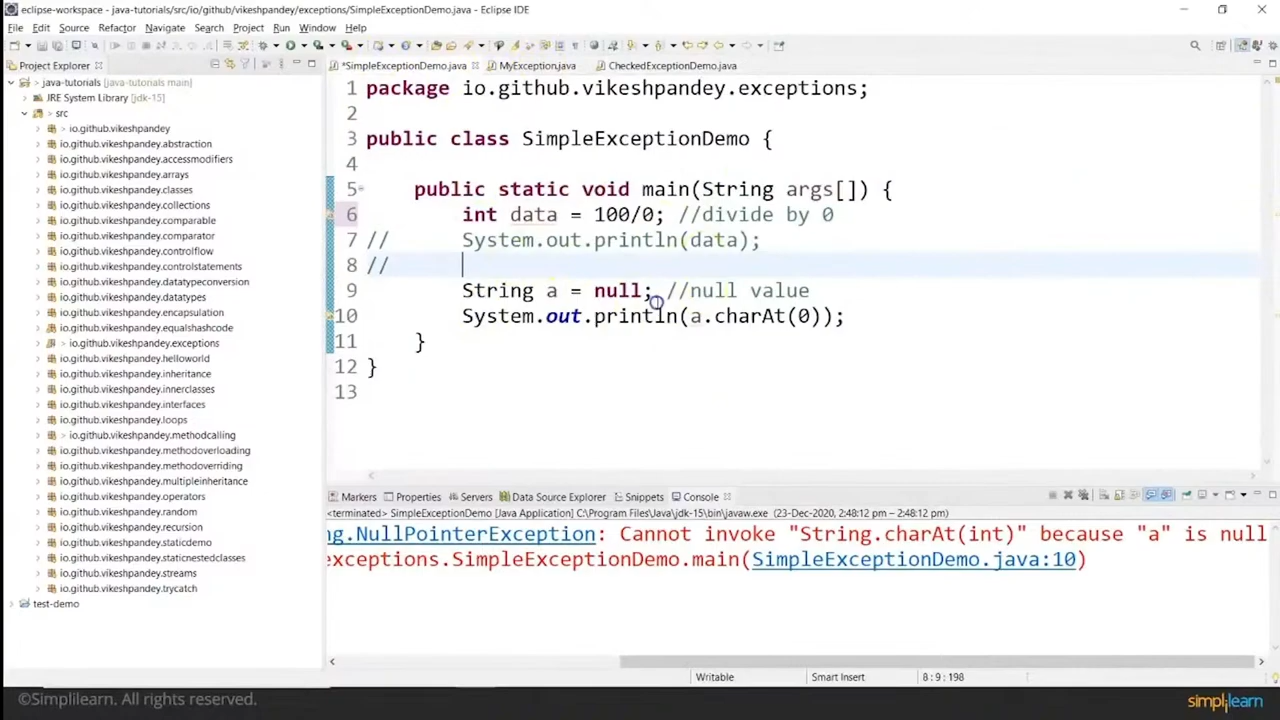 eclipse-workspace - java-tutorials/src/io/github/vikeshpandey/exceptions/SimpleExceptionDemo.java - Eclipse IDE
File Edit Source Refactor Navigate Search Project Run Window Help
Project Explorer
*SimpleExceptionDemo.java MyException.java CheckedExceptionDemo.java
java-tutorials [java-tutorials main]
JRE System Library [jdk-15]
src
> io.github.vikeshpandey
io.github.vikeshpandey.abstraction
io.github.vikeshpandey.accessmodifiers
io.github.vikeshpandey.arrays
io.github.vikeshpandey.classes
io.github.vikeshpandey.collections
io.github.vikeshpandey.comparable
io.github.vikeshpandey.comparator
io.github.vikeshpandey.controlflow
io.github.vikeshpandey.controlstatements
io.github.vikeshpandey.datatypeconversion
io.github.vikeshpandey.datatypes
io.github.vikeshpandey.encapsulation
io.github.vikeshpandey.equalshashcode
> io.github.vikeshpandey.exceptions
io.github.vikeshpandey.helloworld
io.github.vikeshpandey.inheritance
io.github.vikeshpandey.innerclasses
io.github.vikeshpandey.interfaces
io.github.vikeshpandey.loops
> io.github.vikeshpandey.methodcalling
io.github.vikeshpandey.methodoverloading
io.github.vikeshpandey.methodoverriding
io.github.vikeshpandey.multipleinheritance
io.github.vikeshpandey.operators
io.github.vikeshpandey.random
io.github.vikeshpandey.recursion
io.github.vikeshpandey.staticdemo
io.github.vikeshpandey.staticnestedclasses
io.github.vikeshpandey.streams
io.github.vikeshpandey.trycatch
test-demo
1 package io.github.vikeshpandey.exceptions;
2
3 public class SimpleExceptionDemo {
4
5 public static void main(String args[]) {
6 int data = 100/0; //divide by 0
7 // System.out.println(data);
8 //
9 String a = null; //null value
10 System.out.println(a.charAt(0));
11 }
12 }
13
Markers Properties Servers Data Source Explorer Snippets Console
<terminated> SimpleExceptionDemo [Java Application] C:\Program Files\Java\jdk-15\bin\javaw.exe (23-Dec-2020, 2:48:12 pm – 2:48:12 pm)
ng.NullPointerException: Cannot invoke "String.charAt(int)" because "a" is null
exceptions.SimpleExceptionDemo.main(SimpleExceptionDemo.java:10)
Writable Smart Insert 8 : 9 : 198
©Simplilearn. All rights reserved.
simplilearn